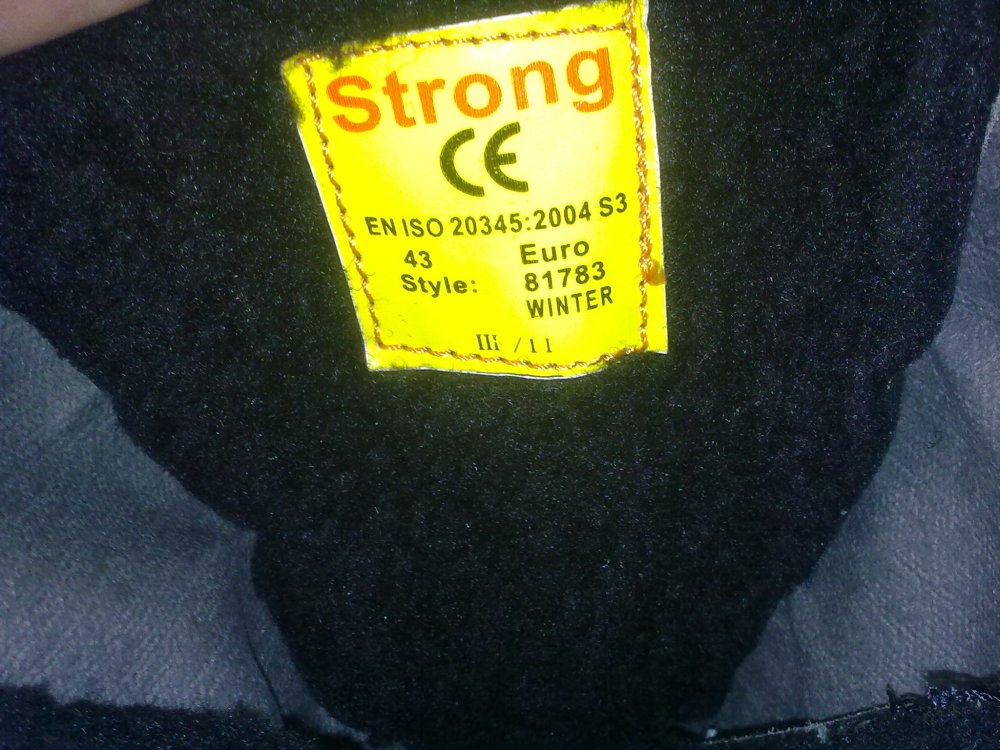 Strong
CE
EN ISO 20345:2004 S3
43 Euro
Style: 81783
WINTER
III /11